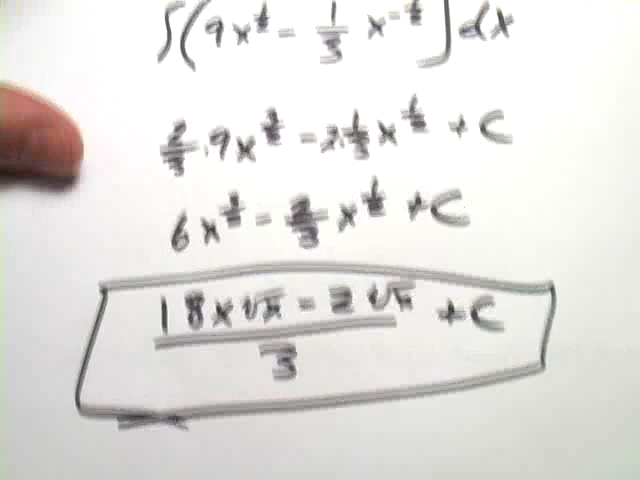 ∫(9x^½ - 1/3 x^-½)dx
2/3 · 9x^3/2 - 2·1/3 x^½ + C
6x^3/2 - 2/3 x^½ + C
(18x√x - 2√x)/3 + C